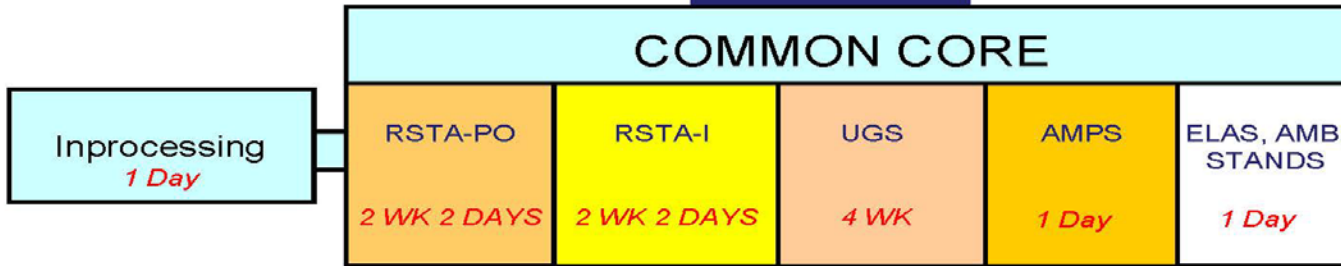 COMMON CORE
Inprocessing
1 Day
RSTA-PO
2 WK 2 DAYS
RSTA-I
2 WK 2 DAYS
UGS
4 WK
AMPS
1 Day
ELAS, AMB
STANDS
1 Day